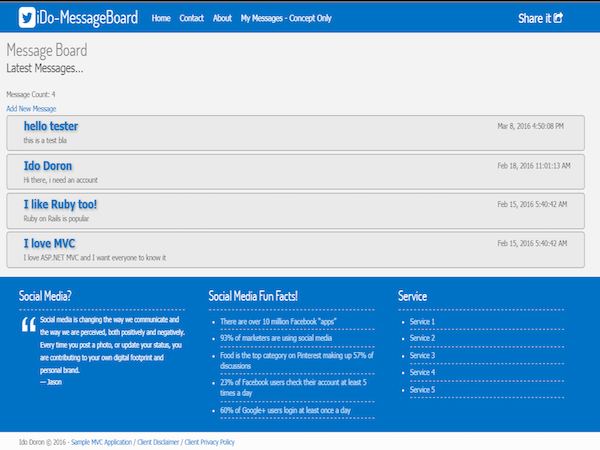 iDo-MessageBoard Home Contact About My Messages - Concept Only Share it
Message Board
Latest Messages...
Message Count: 4
Add New Message
hello tester Mar 8, 2016 4:50:08 PM
this is a test bla
Ido Doron Feb 18, 2016 11:01:13 AM
Hi there, i need an account
I like Ruby too! Feb 15, 2016 5:40:42 AM
Ruby on Rails is popular
I love MVC Feb 15, 2016 5:40:42 AM
I love ASP.NET MVC and I want everyone to know it
Social Media?
“ Social media is changing the way we communicate and
the way we are perceived, both positively and negatively.
Every time you post a photo, or update your status, you
are contributing to your own digital footprint and
personal brand.
— Jason
Social Media Fun Facts!
There are over 10 million Facebook "apps"
93% of marketers are using social media
Food is the top category on Pinterest making up 57% of
discussions
23% of Facebook users check their account at least 5
times a day
60% of Google+ users login at least once a day
Service
Service 1
Service 2
Service 3
Service 4
Service 5
Ido Doron © 2016 - Sample MVC Application / Client Disclaimer / Client Privacy Policy